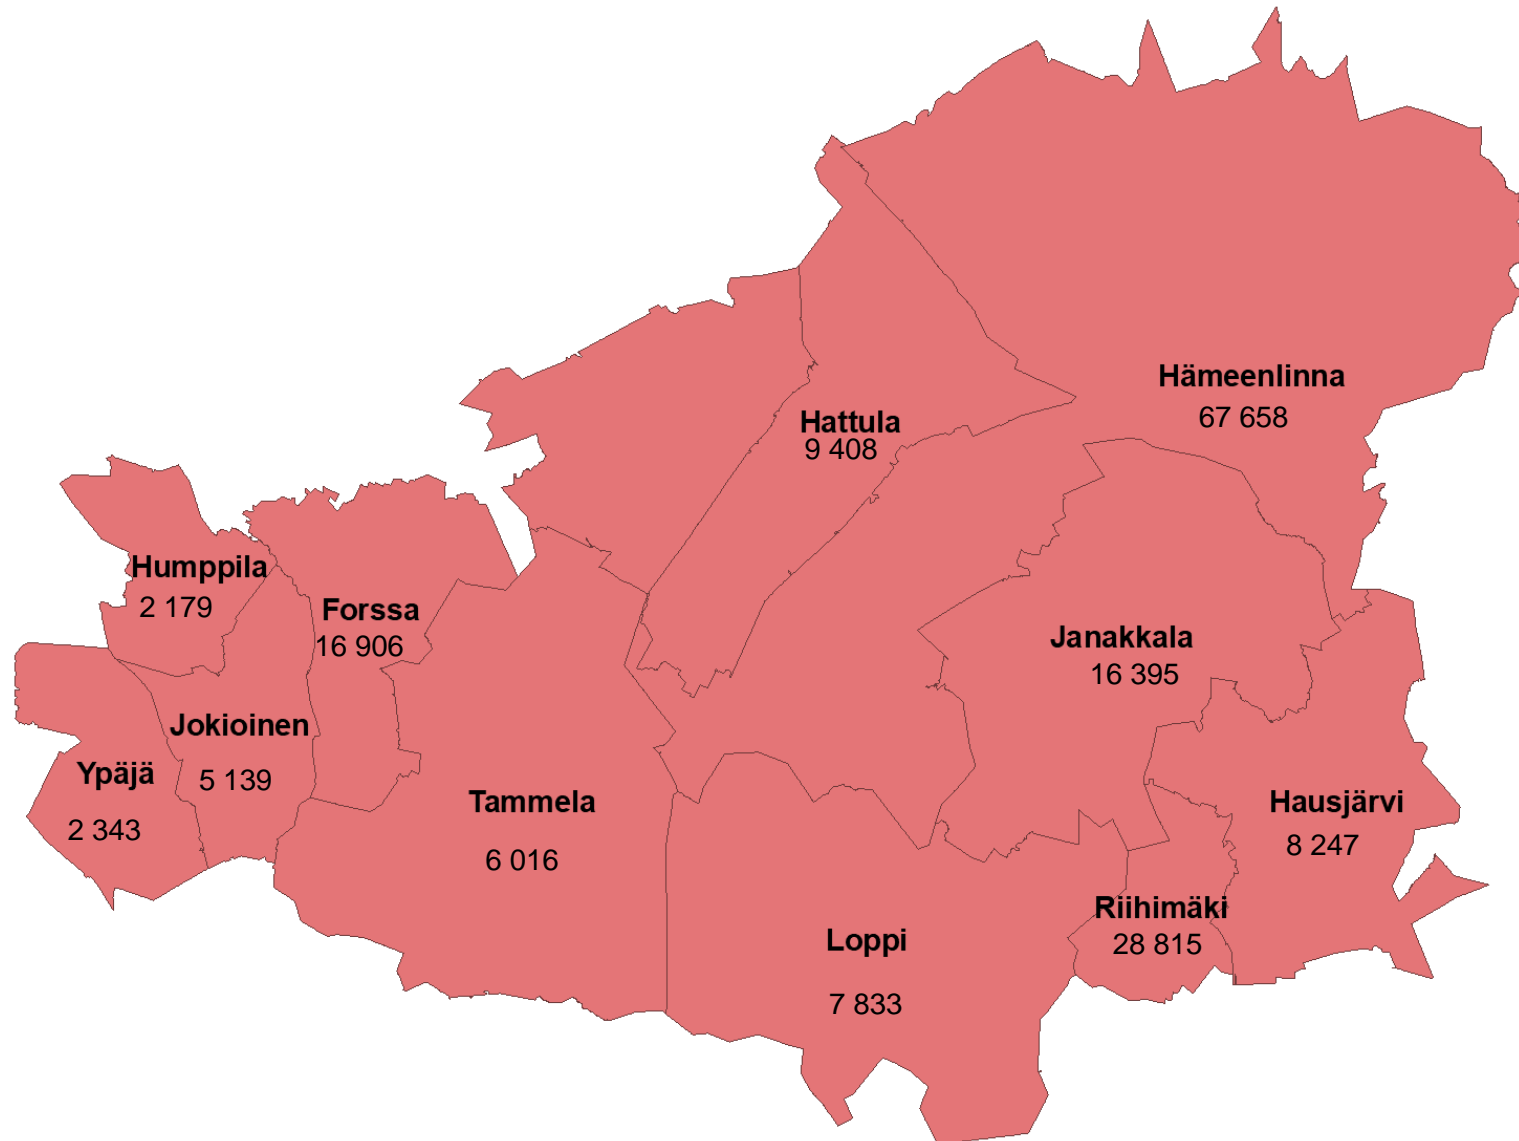 Hämeenlinna
67 658
Hattula
9 408
Humppila
2 179
Forssa
16 906
Janakkala
16 395
Jokioinen
5 139
Ypäjä
2 343
Tammela
6 016
Hausjärvi
8 247
Riihimäki
28 815
Loppi
7 833